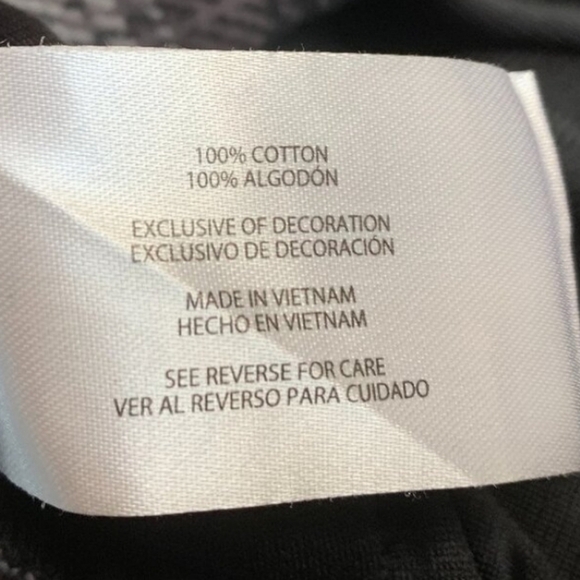 100% COTTON
100% ALGODÓN
EXCLUSIVE OF DECORATION
EXCLUSIVO DE DECORACIÓN
MADE IN VIETNAM
HECHO EN VIETNAM
SEE REVERSE FOR CARE
VER AL REVERSO PARA CUIDADO